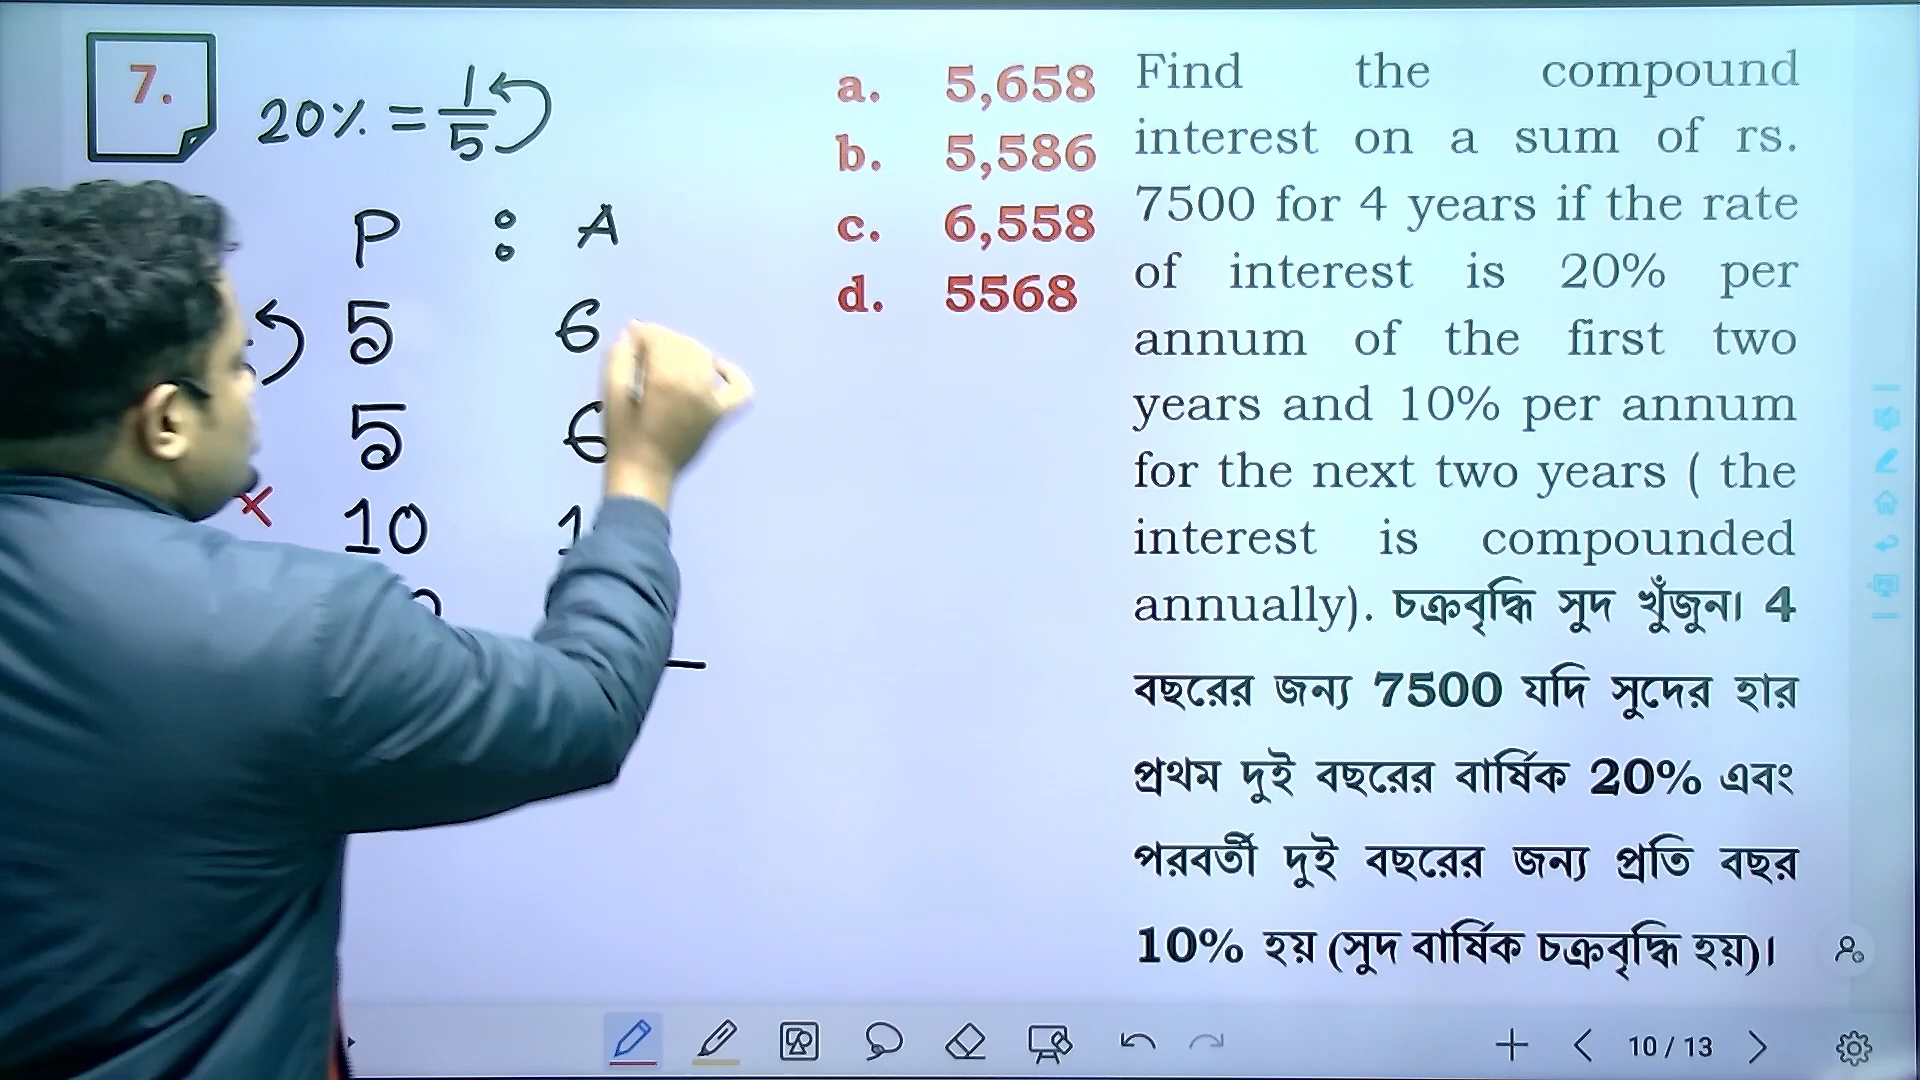 7.
20% = 1/5
P : A
5 6
5 6
× 10
a. 5,658
b. 5,586
c. 6,558
d. 5568
Find the compound
interest on a sum of rs.
7500 for 4 years if the rate
of interest is 20% per
annum of the first two
years and 10% per annum
for the next two years ( the
interest is compounded
annually). চক্রবৃদ্ধি সুদ খুঁজুন। 4
বছরের জন্য 7500 যদি সুদের হার
প্রথম দুই বছরের বার্ষিক 20% এবং
পরবর্তী দুই বছরের জন্য প্রতি বছর
10% হয় (সুদ বার্ষিক চক্রবৃদ্ধি হয়)।
10 / 13